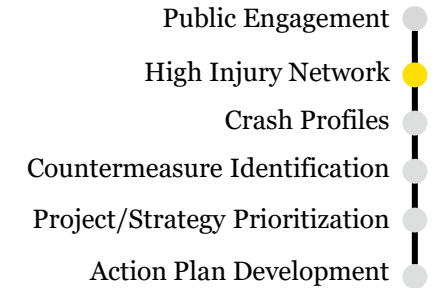 Public Engagement
High Injury Network
Crash Profiles
Countermeasure Identification
Project/Strategy Prioritization
Action Plan Development